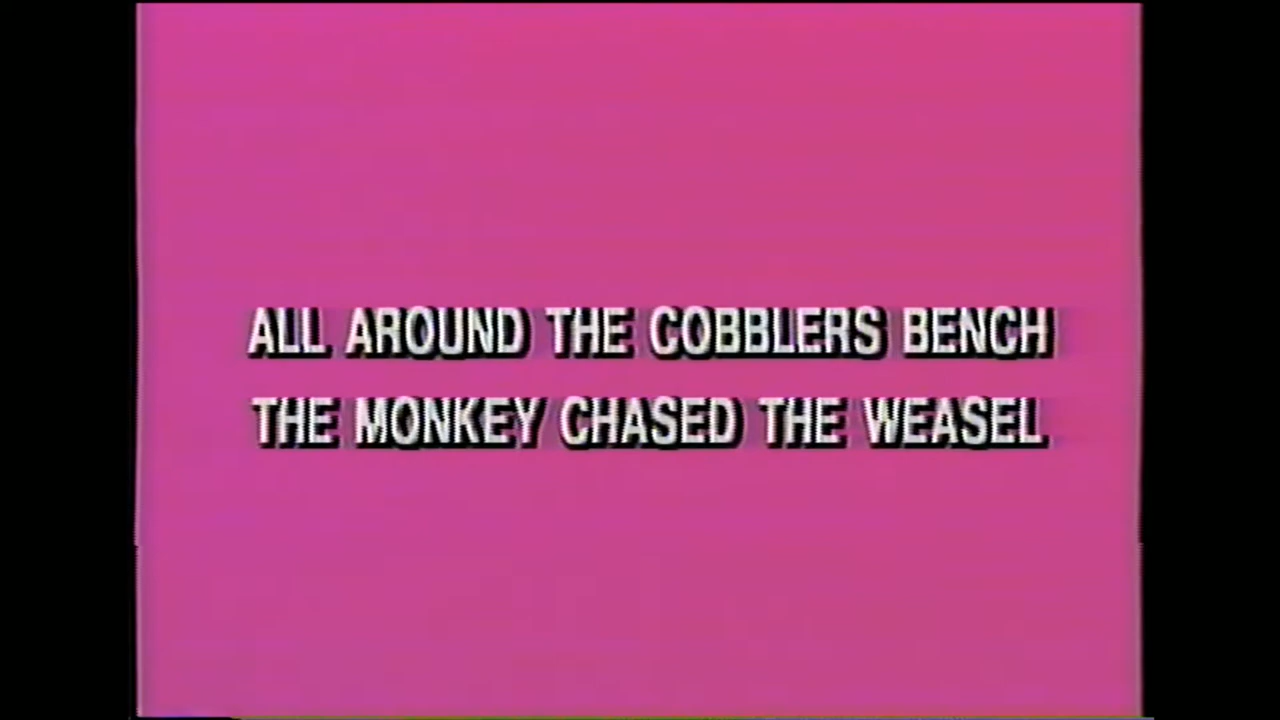 ALL AROUND THE COBBLERS BENCH
THE MONKEY CHASED THE WEASEL